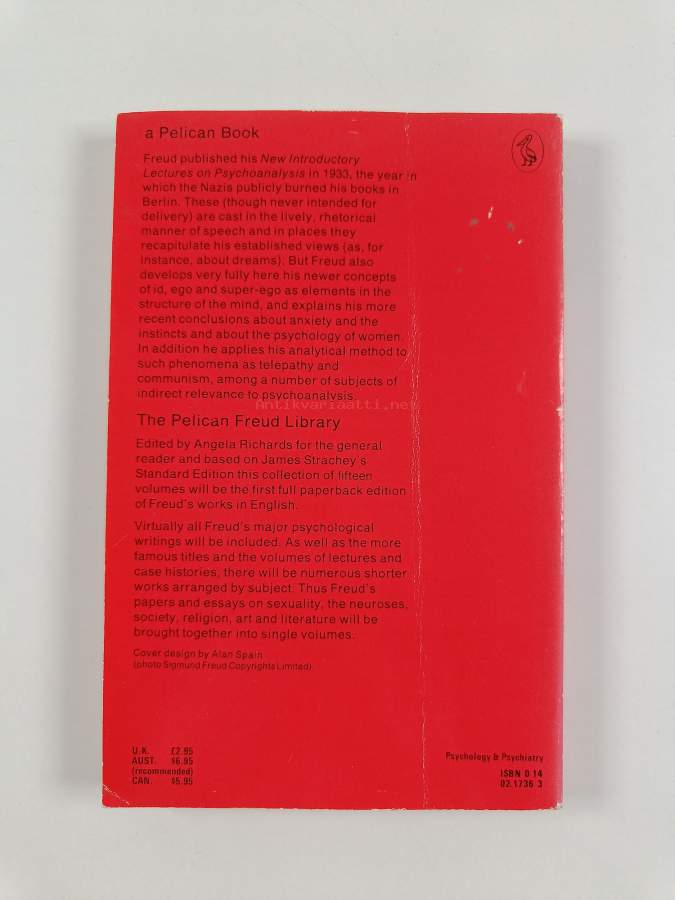 a Pelican Book
Freud published his New Introductory
Lectures on Psychoanalysis in 1933, the year in
which the Nazis publicly burned his books in
Berlin. These (though never intended for
delivery) are cast in the lively, rhetorical
manner of speech and in places they
recapitulate his established views (as, for
instance, about dreams). But Freud also
develops very fully here his newer concepts
of id, ego and super-ego as elements in the
structure of the mind, and explains his more
recent conclusions about anxiety and the
instincts and about the psychology of women.
In addition he applies his analytical method to
such phenomena as telepathy and
communism, among a number of subjects of
indirect relevance to psychoanalysis.
Antikvariaatti.net
The Pelican Freud Library
Edited by Angela Richards for the general
reader and based on James Strachey's
Standard Edition this collection of fifteen
volumes will be the first full paperback edition
of Freud's works in English.
Virtually all Freud's major psychological
writings will be included. As well as the more
famous titles and the volumes of lectures and
case histories, there will be numerous shorter
works arranged by subject. Thus Freud's
papers and essays on sexuality, the neuroses,
society, religion, art and literature will be
brought together into single volumes.
Cover design by Alan Spain
(photo Sigmund Freud Copyrights Limited)
U.K. £2.95
AUST. $6.95
(recommended)
CAN. $5.95
Psychology & Psychiatry
ISBN 0 14
02.1736 3